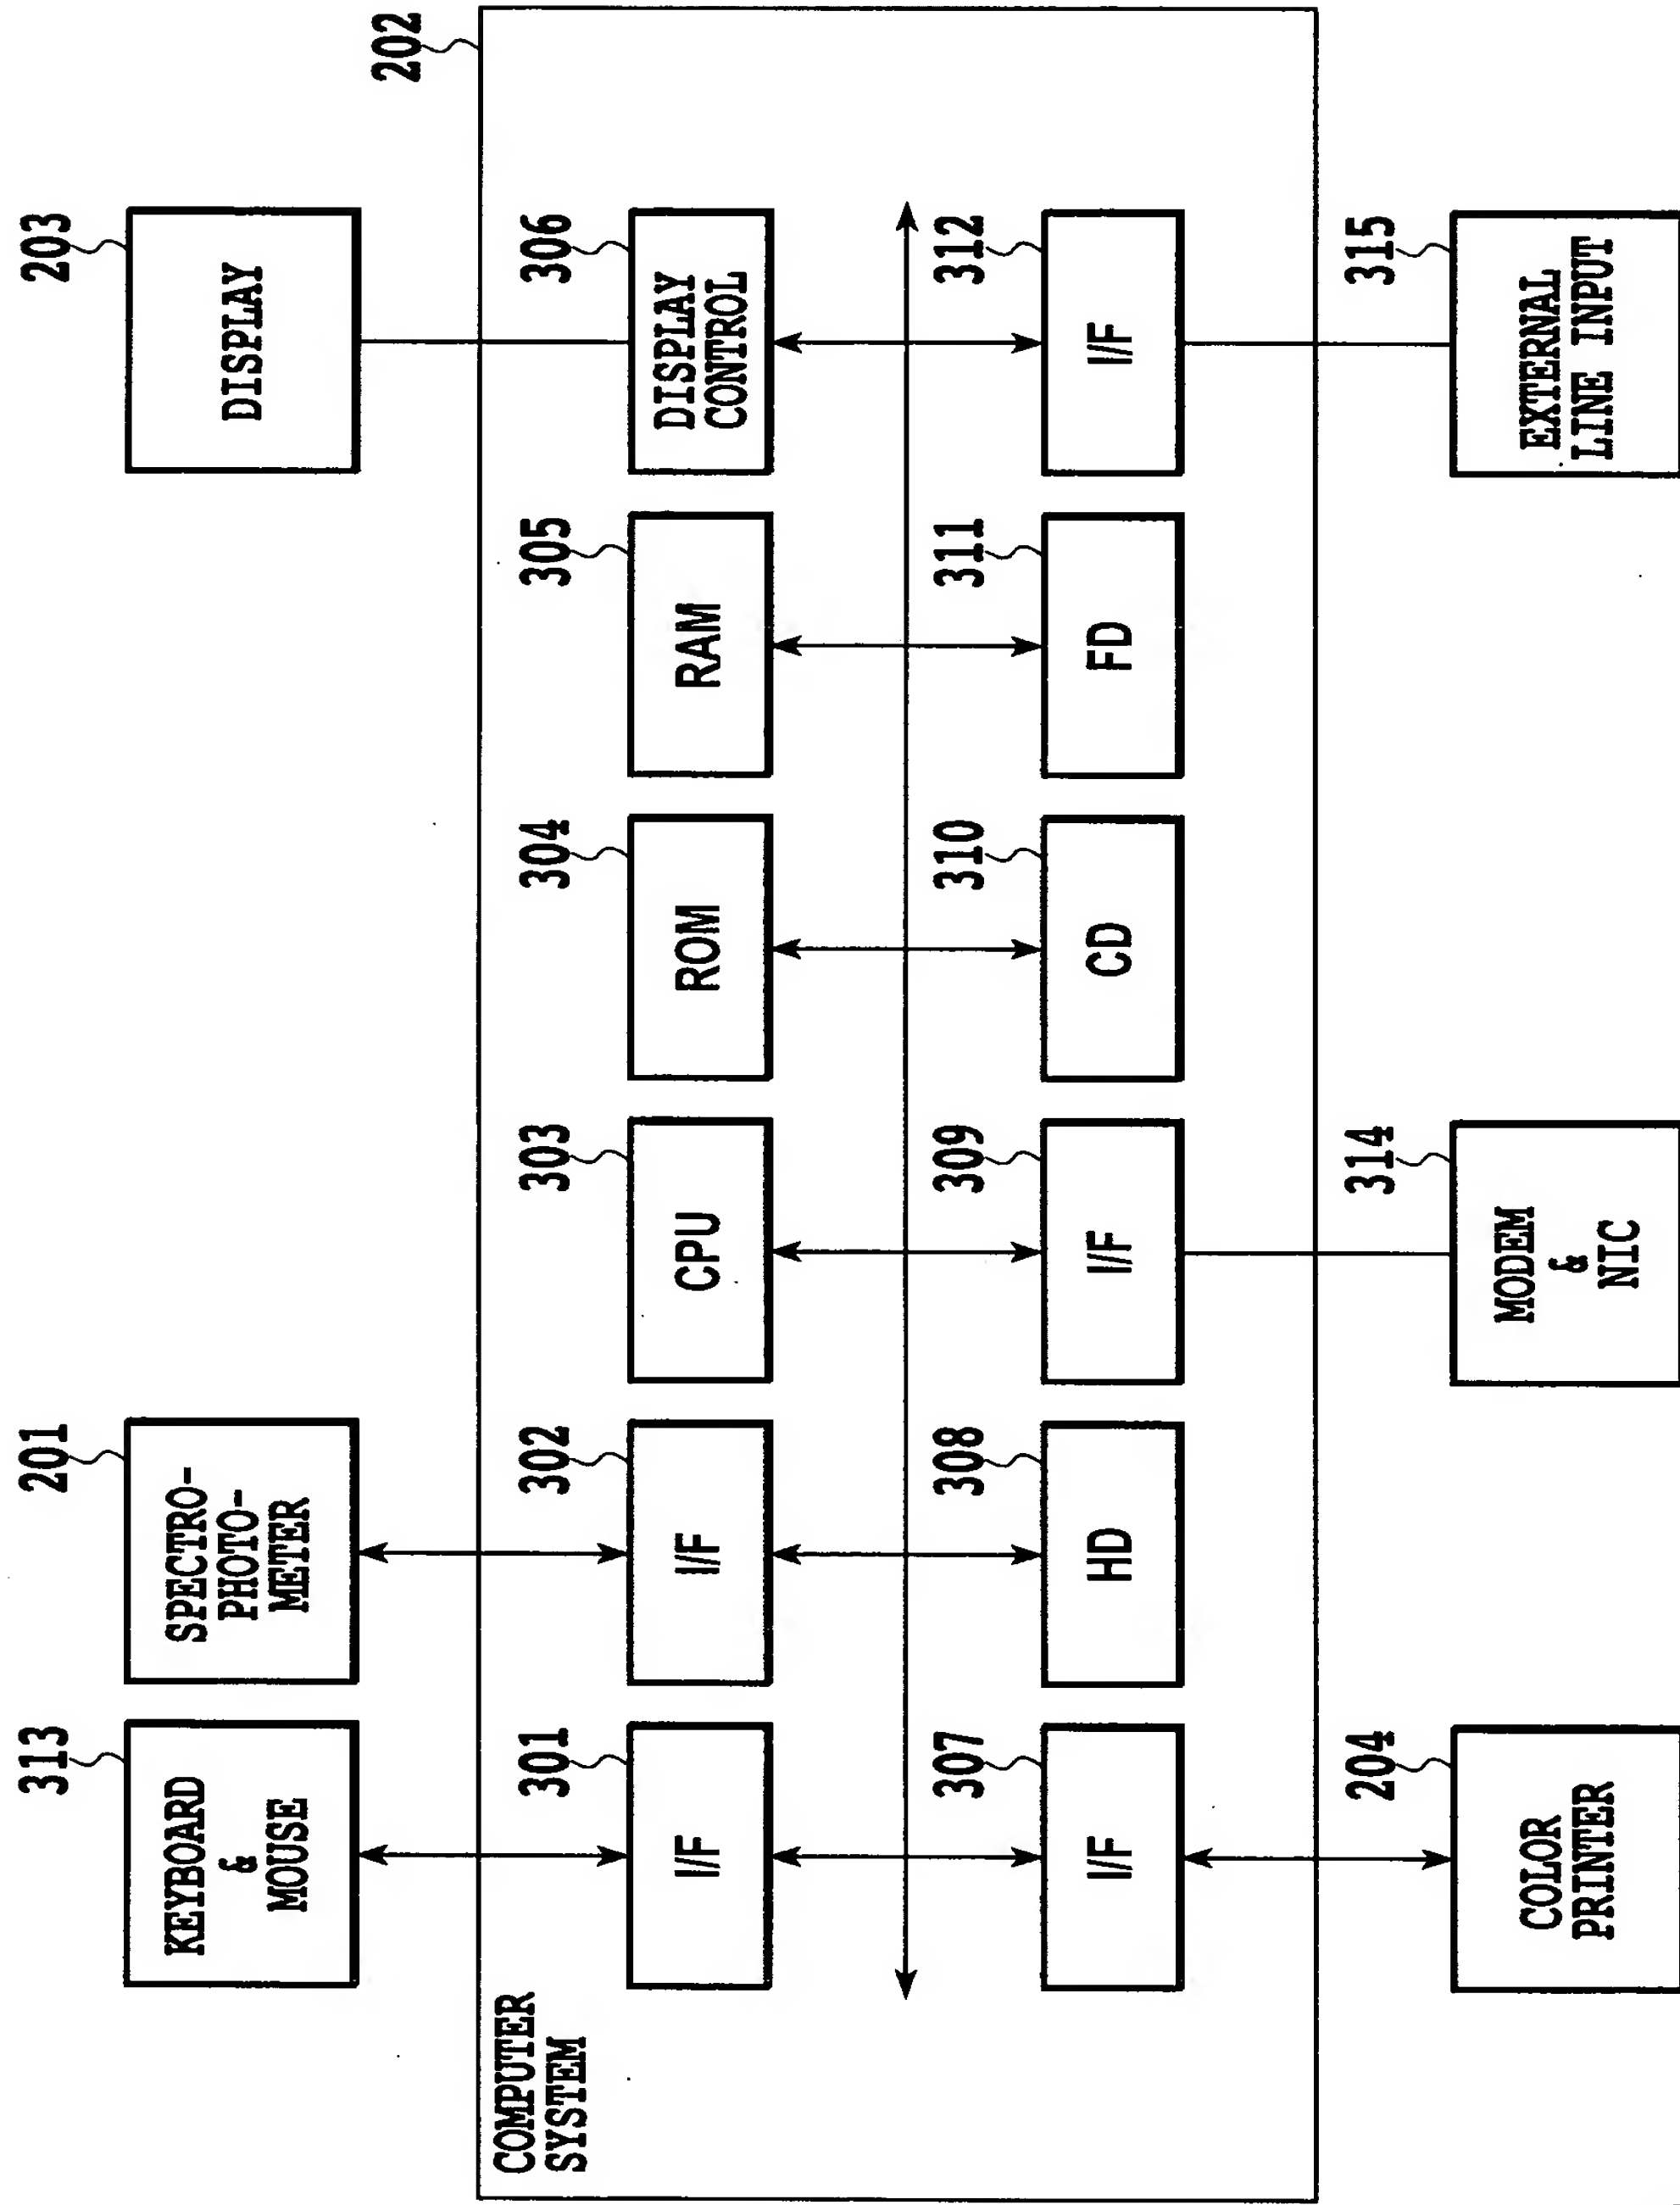 313
KEYBOARD
&
MOUSE
201
SPECTRO-
PHOTO-
METER
203
DISPLAY
202
COMPUTER
SYSTEM
301
I/F
302
I/F
303
CPU
304
ROM
305
RAM
306
DISPLAY
CONTROL
307
I/F
308
HD
309
I/F
310
CD
311
FD
312
I/F
204
COLOR
PRINTER
314
MODEM
&
NIC
315
EXTERNAL
LINE INPUT